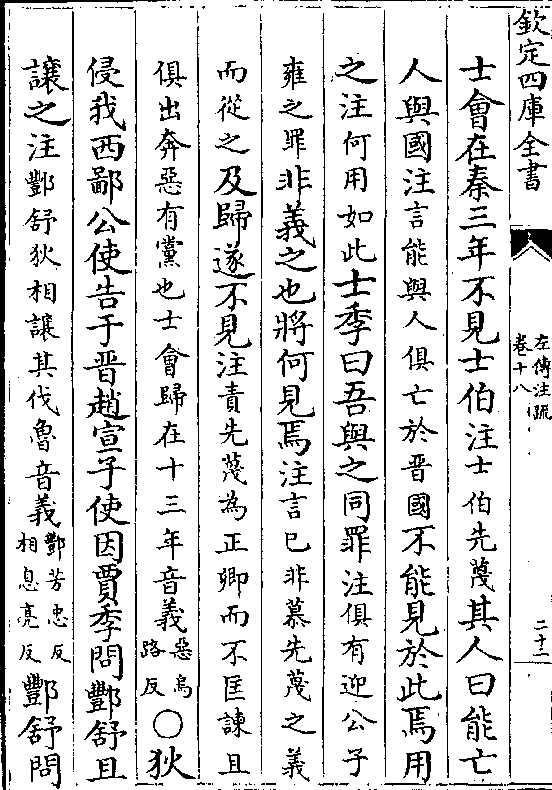 欽定四庫全書
左傳注疏
卷十八
二十二
士會在秦三年不見士伯注士伯先蔑其人曰能亡
人與國注言能與人俱亡於晉國不能見於此焉用
之注何用如此士季曰吾與之同罪注俱有迎公子
雍之罪非義之也將何見焉注言已非慕先蔑之義
而從之及歸遂不見注責先蔑為正卿而不匡諫且
俱出奔惡有黨也士會歸在十三年音義惡烏路反○狄
侵我西鄙公使告于晉趙宣子使因賈季問酆舒且
讓之注酆舒狄相讓其伐魯音義酆芳忠反相息亮反酆舒問